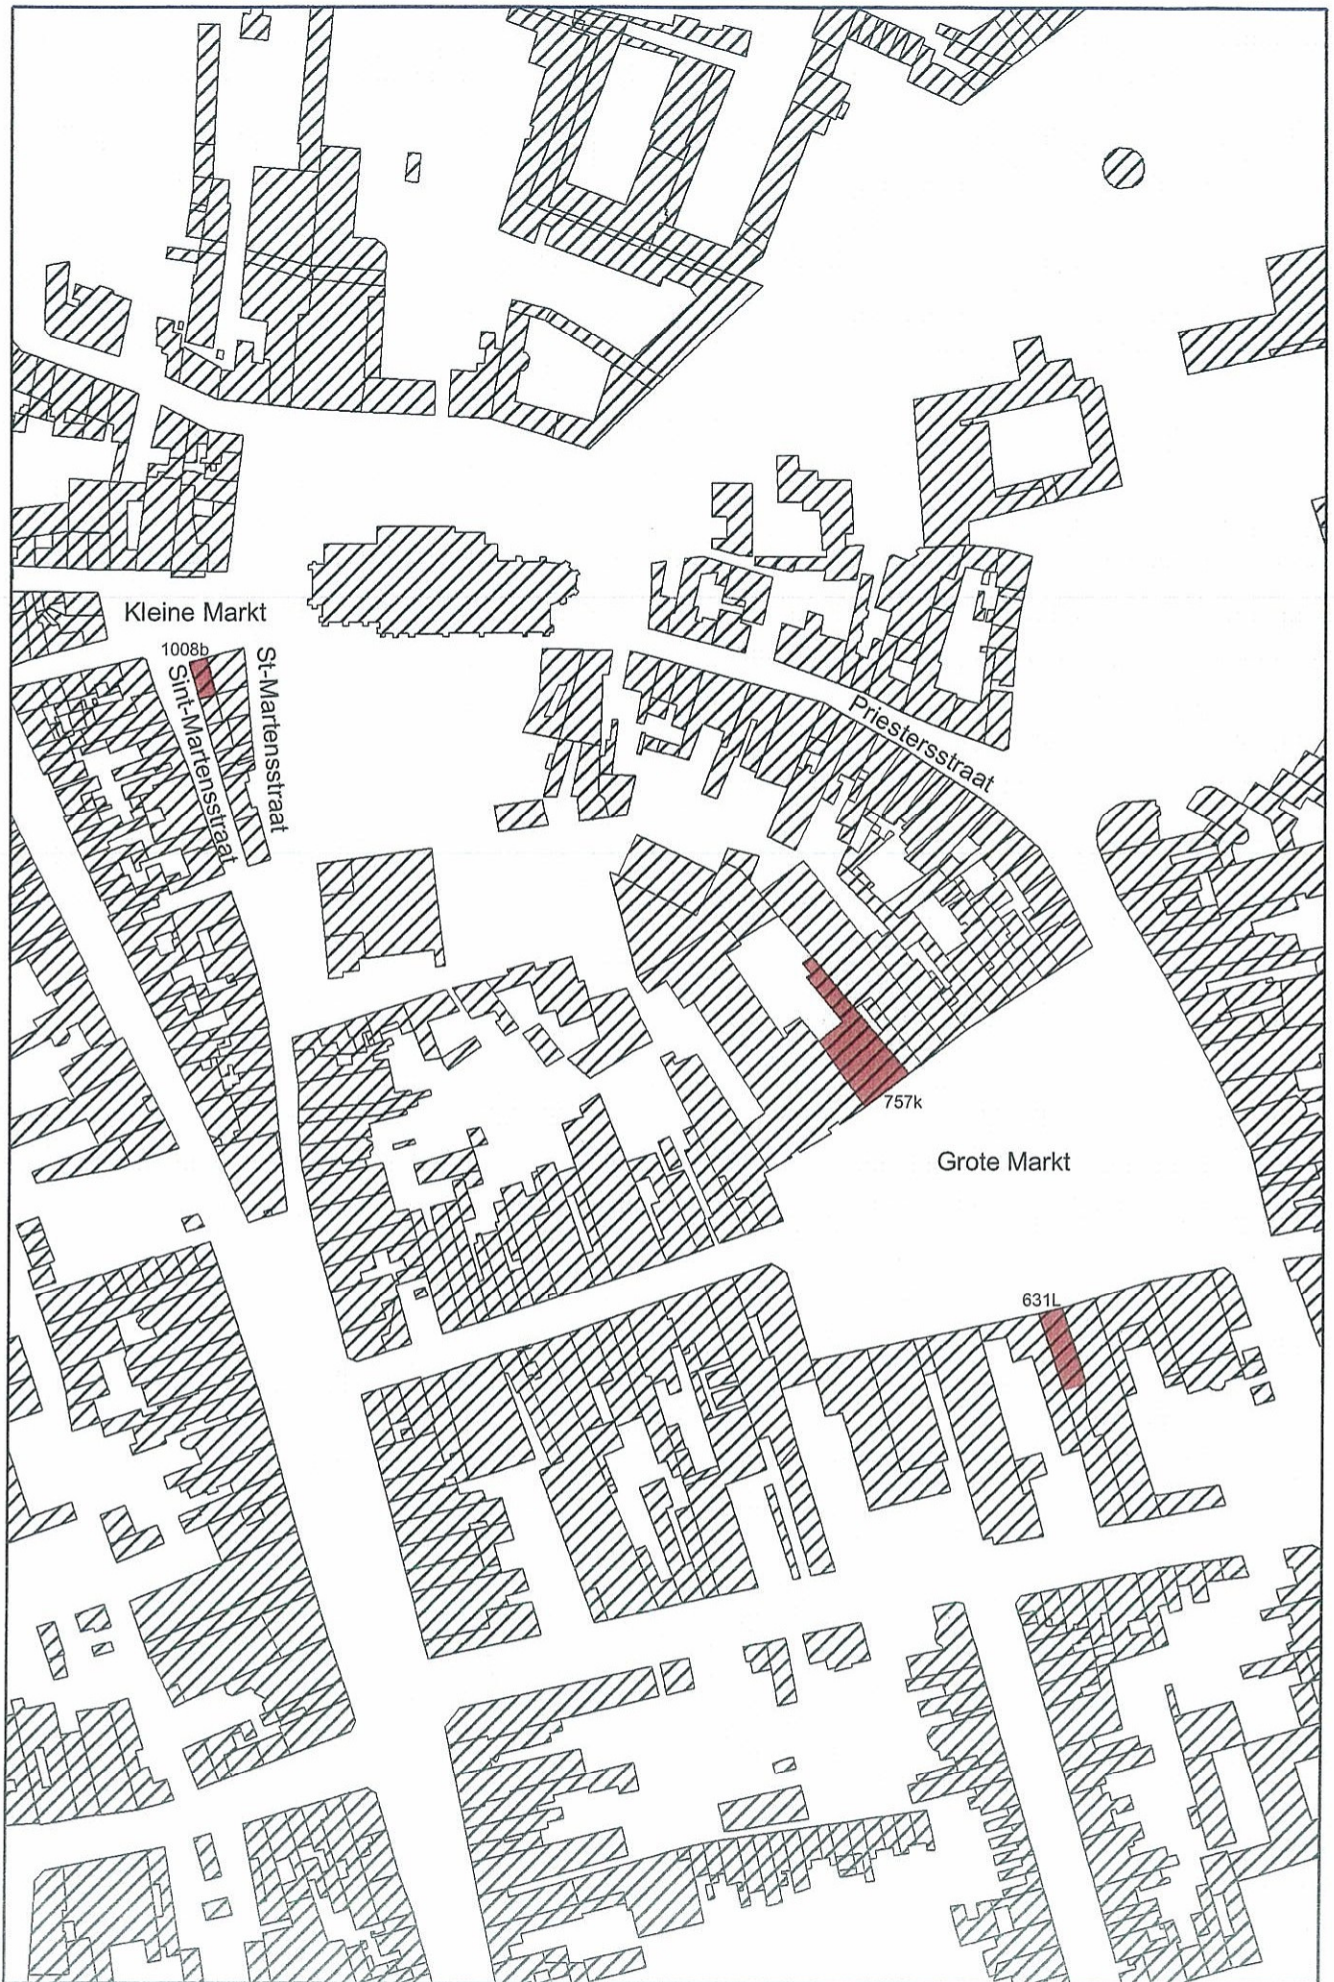 Kleine Markt
1008b
Sint-Martensstraat
St-Martensstraat
Priestersstraat
757k
Grote Markt
631L